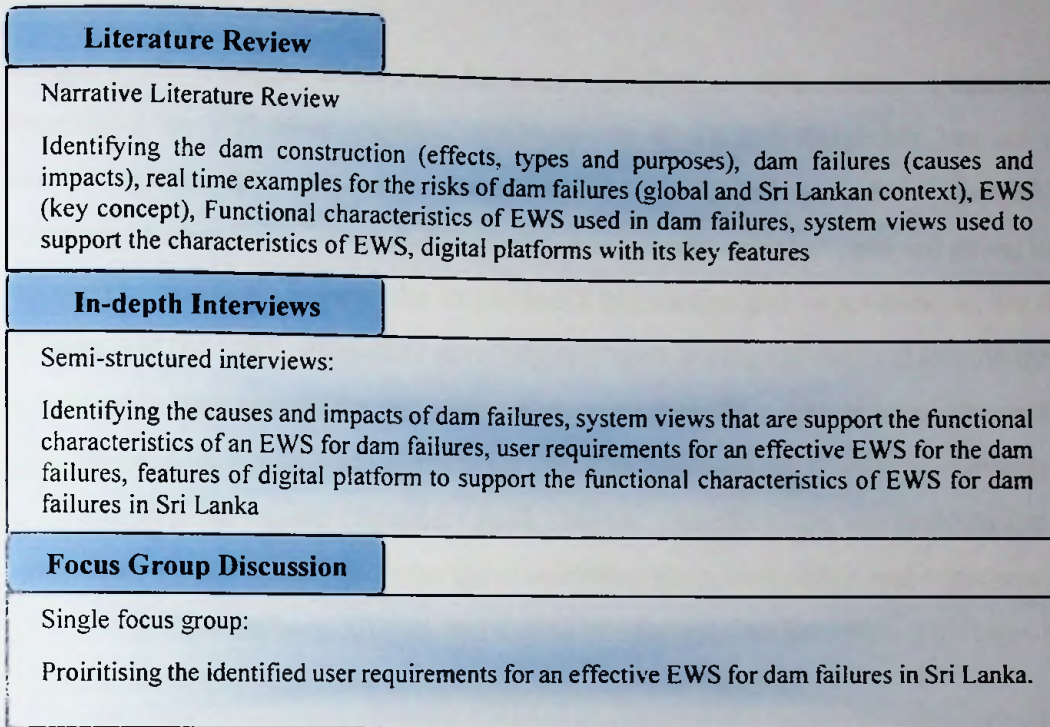 Literature Review
Narrative Literature Review
Identifying the dam construction (effects, types and purposes), dam failures (causes and
impacts), real time examples for the risks of dam failures (global and Sri Lankan context), EWS
(key concept), Functional characteristics of EWS used in dam failures, system views used to
support the characteristics of EWS, digital platforms with its key features
In-depth Interviews
Semi-structured interviews:
Identifying the causes and impacts of dam failures, system views that are support the functional
characteristics of an EWS for dam failures, user requirements for an effective EWS for the dam
failures, features of digital platform to support the functional characteristics of EWS for dam
failures in Sri Lanka
Focus Group Discussion
Single focus group:
Proiritising the identified user requirements for an effective EWS for dam failures in Sri Lanka.